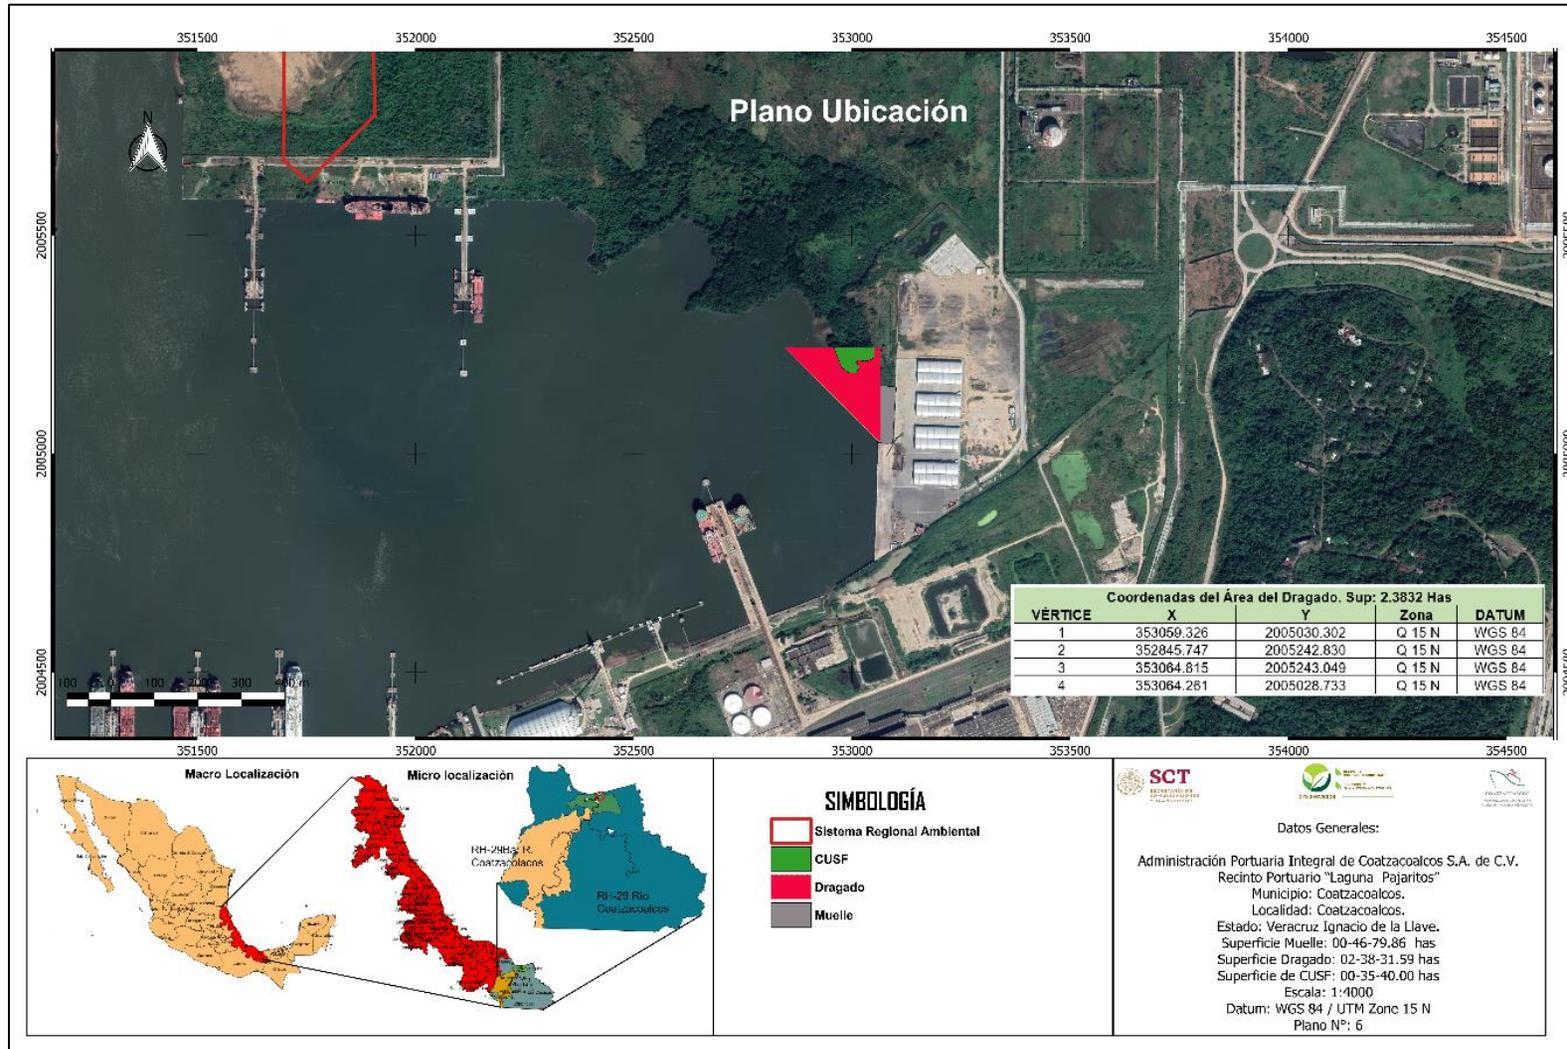 351500 352000 352500 353000 353500 354000 354500
Plano Ubicación
N
2005500
2005500
2005000
2005000
2004500
2004500
Coordenadas del Área del Dragado. Sup: 2.3832 Has
VÉRTICE X Y Zona DATUM
1 353059.326 2005030.302 Q 15 N WGS 84
2 352845.747 2005242.830 Q 15 N WGS 84
3 353064.815 2005243.049 Q 15 N WGS 84
4 353064.261 2005028.733 Q 15 N WGS 84
100 0 100 200 300 400 m
351500 352000 352500 353000 353500 354000 354500
Macro Localización
Micro localización
RH-29Ba: R.
Coatzacolacos
RH-29 Río
Coatzacoalcos
SIMBOLOGÍA
Sistema Regional Ambiental
CUSF
Dragado
Muelle
SCT
Datos Generales:
Administración Portuaria Integral de Coatzacoalcos S.A. de C.V.
Recinto Portuario "Laguna Pajaritos"
Municipio: Coatzacoalcos.
Localidad: Coatzacoalcos.
Estado: Veracruz Ignacio de la Llave.
Superficie Muelle: 00-46-79.86 has
Superficie Dragado: 02-38-31.59 has
Superficie de CUSF: 00-35-40.00 has
Escala: 1:4000
Datum: WGS 84 / UTM Zone 15 N
Plano N°: 6